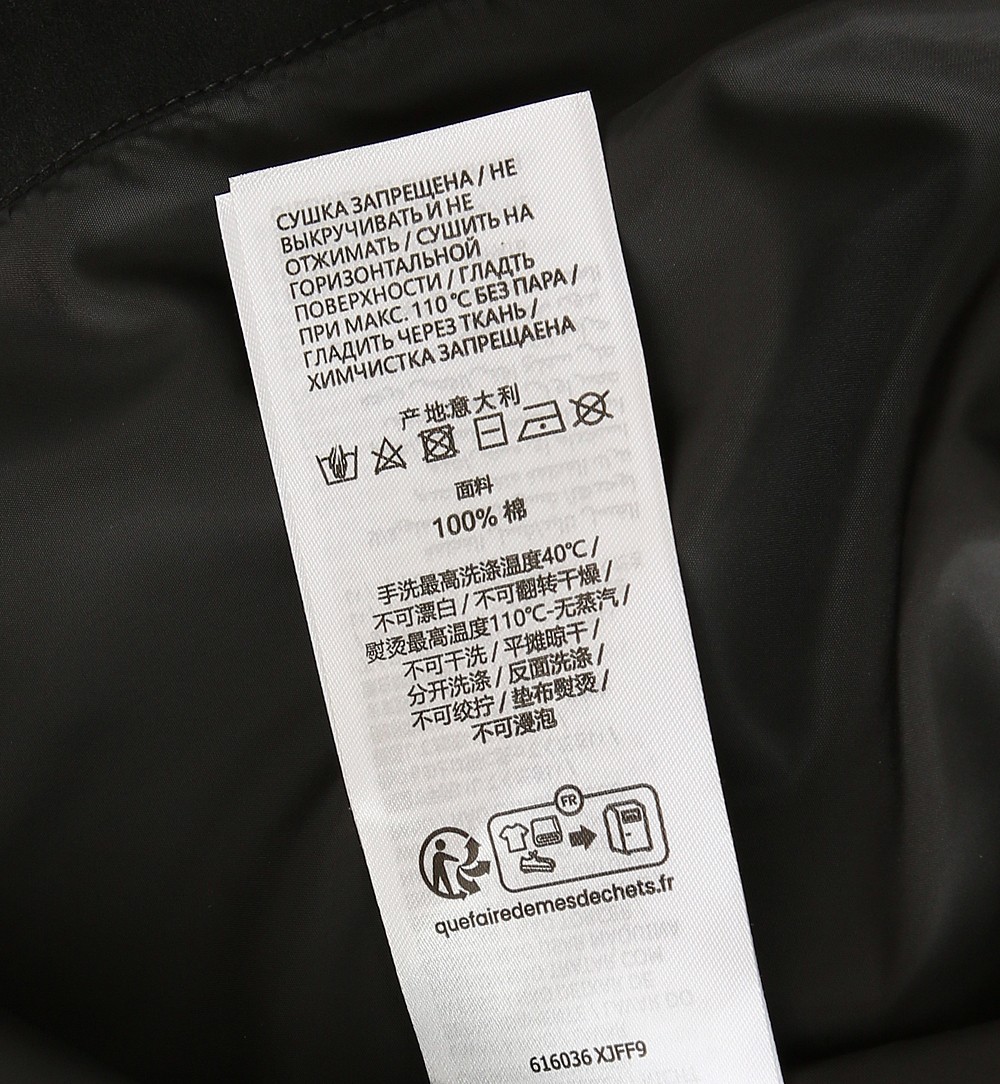 СУШКА ЗАПРЕЩЕНА / НЕ
ВЫКРУЧИВАТЬ И НЕ
ОТЖИМАТЬ / СУШИТЬ НА
ГОРИЗОНТАЛЬНОЙ
ПОВЕРХНОСТИ / ГЛАДТЬ
ПРИ МАКС. 110 °C БЕЗ ПАРА /
ГЛАДИТЬ ЧЕРЕЗ ТКАНЬ /
ХИМЧИСТКА ЗАПРЕЩАЕНА
产地:意大利
面料
100% 棉
手洗最高洗涤温度40℃ /
不可漂白 / 不可翻转干燥 /
熨烫最高温度110℃-无蒸汽 /
不可干洗 / 平摊晾干 /
分开洗涤 / 反面洗涤 /
不可绞拧 / 垫布熨烫 /
不可漫泡
FR
quefairedemesdechets.fr
616036 XJFF9